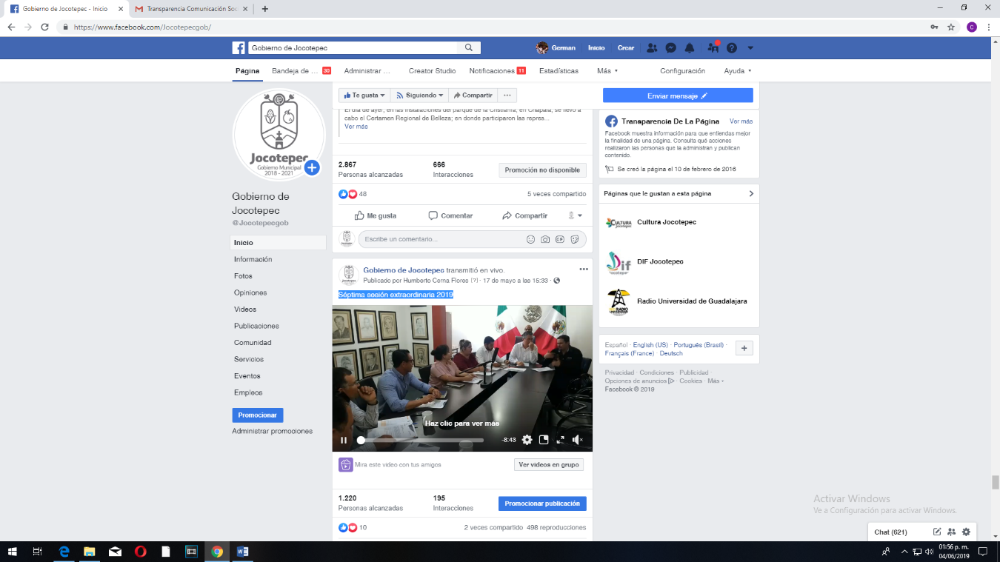 Gobierno de Jocotepec - Inicio
Transparencia Comunicación Soc
https://www.facebook.com/Jocotepecgob/
C
Gobierno de Jocotepec
German
Inicio
Crear
Página
Bandeja de ... 30
Administrar ...
Creator Studio
Notificaciones 11
Estadísticas
Más
Configuración
Ayuda
Jocotepec
Gobierno Municipal
2018 - 2021
Gobierno de
Jocotepec
@Jocotepecgob
Inicio
Información
Fotos
Opiniones
Videos
Publicaciones
Comunidad
Servicios
Eventos
Empleos
Promocionar
Administrar promociones
Te gusta
Siguiendo
Compartir
Enviar mensaje
El día de ayer, en las instalaciones del parque de la Cristianía, en Chapala, se llevó a
cabo el Certamen Regional de Belleza; en donde participaron las repres...
Ver más
2.867
Personas alcanzadas
666
Interacciones
Promoción no disponible
48
5 veces compartido
Me gusta
Comentar
Compartir
Escribe un comentario...
GIF
Gobierno de Jocotepec transmitió en vivo.
Publicado por Humberto Cerna Flores [?] · 17 de mayo a las 15:33 ·
Séptima sesión extraordinaria 2019
Haz clic para ver más
-8:43
Mira este video con tus amigos
Ver videos en grupo
1.220
Personas alcanzadas
195
Interacciones
Promocionar publicación
10
2 veces compartido 498 reproducciones
Transparencia De La Página
Ver más
Facebook muestra información para que entiendas mejor
la finalidad de una página. Consulta qué acciones
realizaron las personas que la administran y publican
contenido.
Se creó la página el 10 de febrero de 2016
Páginas que le gustan a esta página
CULTURA
Jocotepec
Cultura Jocotepec
Dif
DIF Jocotepec
RADIO
Radio Universidad de Guadalajara
Español · English (US) · Português (Brasil) ·
Français (France) · Deutsch
Privacidad · Condiciones · Publicidad ·
Opciones de anuncios · Cookies · Más
Facebook © 2019
Activar Windows
Ve a Configuración para activar Windows.
Chat (621)
01:56 p. m.
04/06/2019